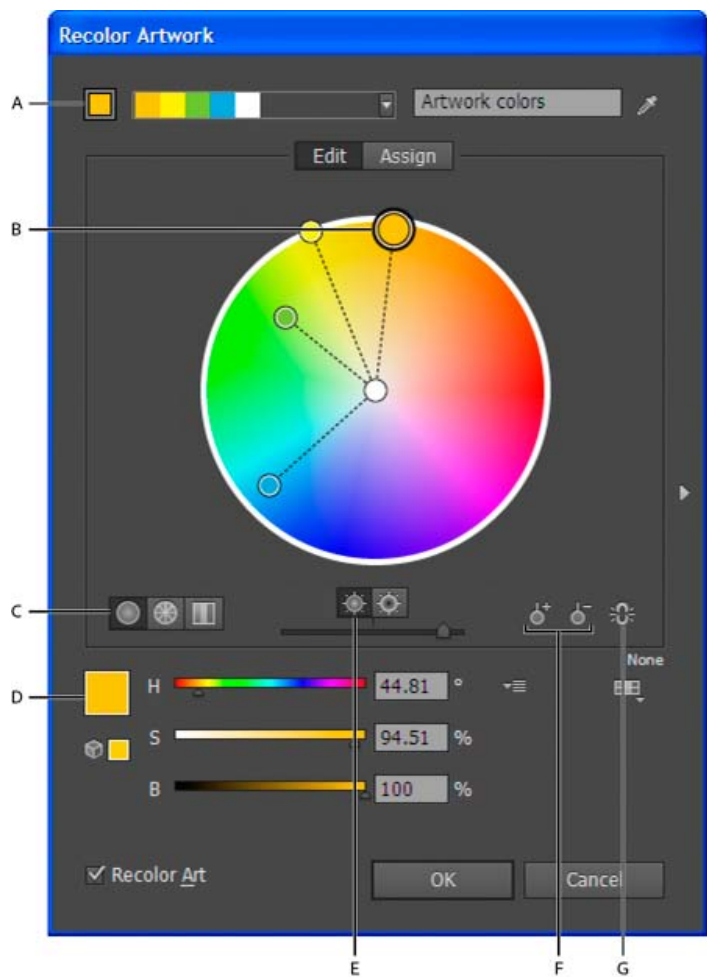 Recolor Artwork
A
Artwork colors
Edit Assign
B
C
None
D
H 44.81 °
S 94.51 %
B 100 %
Recolor Art
OK Cancel
E F G